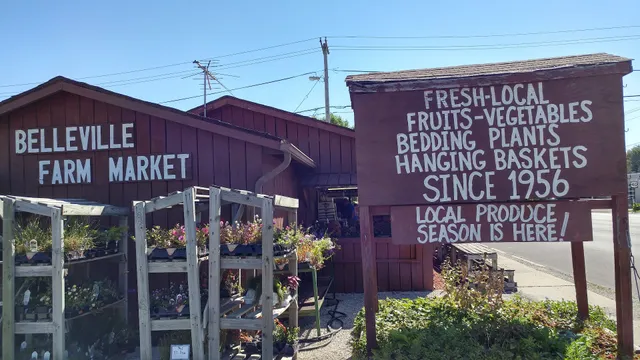 BELLEVILLE
FARM MARKET
FRESH-LOCAL
FRUITS-VEGETABLES
BEDDING PLANTS
HANGING BASKETS
SINCE 1956
LOCAL PRODUCE
SEASON IS HERE!